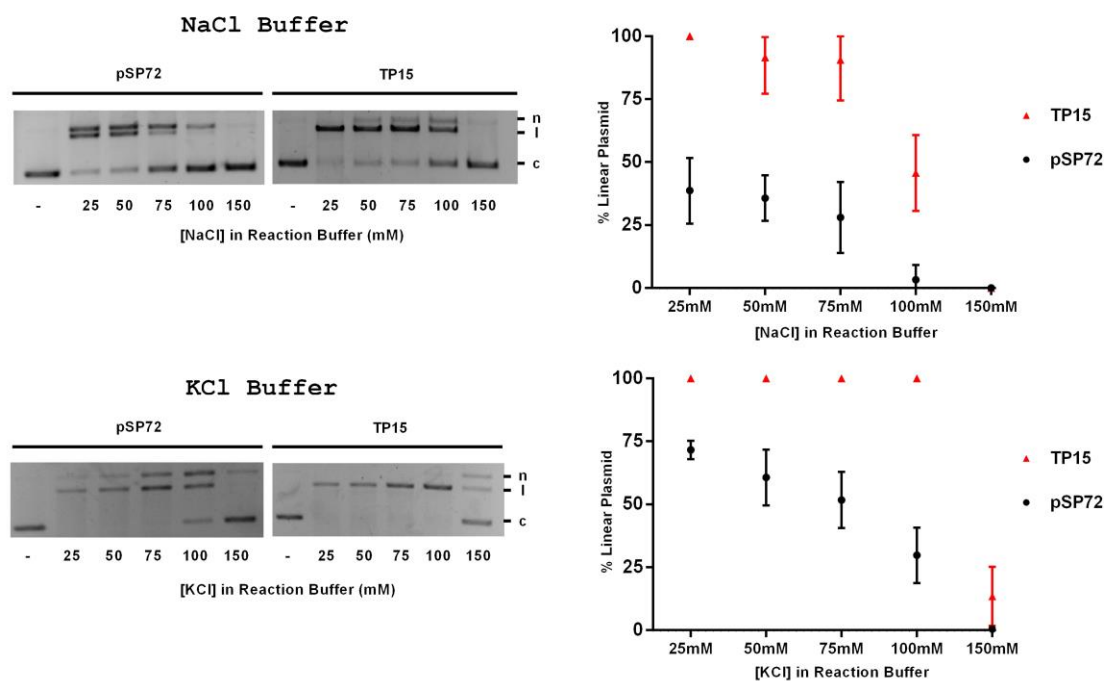 NaCl Buffer
pSP72 TP15
n
l
c
- 25 50 75 100 150 - 25 50 75 100 150
[NaCl] in Reaction Buffer (mM)
100
75
50
25
0
% Linear Plasmid
25mM 50mM 75mM 100mM 150mM
[NaCl] in Reaction Buffer
TP15
pSP72
KCl Buffer
pSP72 TP15
n
l
c
- 25 50 75 100 150 - 25 50 75 100 150
[KCl] in Reaction Buffer (mM)
100
75
50
25
0
% Linear Plasmid
25mM 50mM 75mM 100mM 150mM
[KCl] in Reaction Buffer
TP15
pSP72